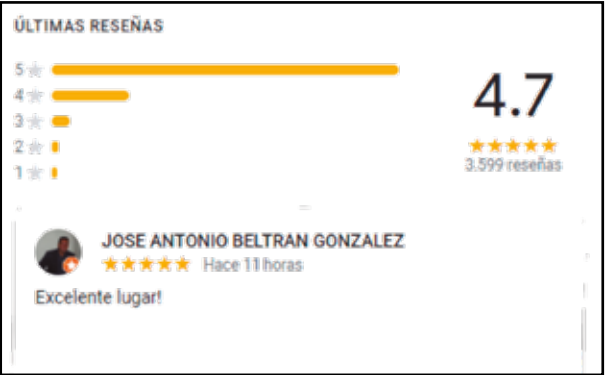 ÚLTIMAS RESEÑAS
5
4
3
2
1
4.7
3.599 reseñas
JOSE ANTONIO BELTRAN GONZALEZ
Hace 11 horas
Excelente lugar!